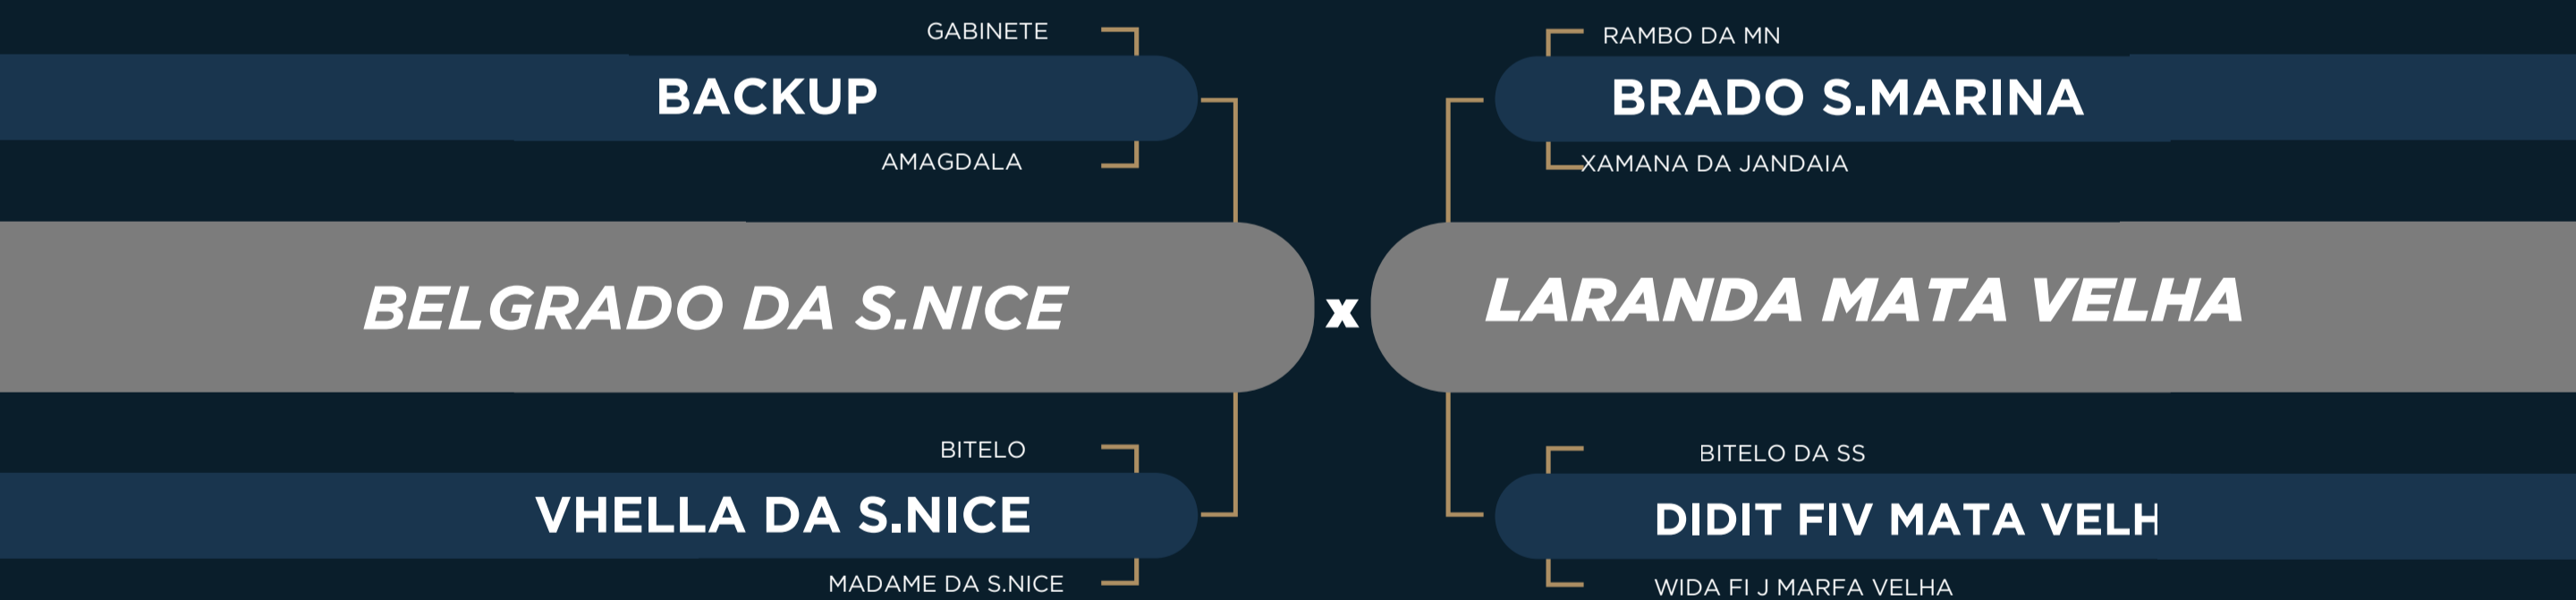 GABINETE
BACKUP
AMAGDALA
BELGRADO DA S.NICE
BITELO
VHELLA DA S.NICE
MADAME DA S.NICE
x
RAMBO DA MN
BRADO S.MARINA
XAMANA DA JANDAIA
LARANDA MATA VELHA
BITELO DA SS
DIDIT FIV MATA VELH
WIDA FI J MARFA VELHA